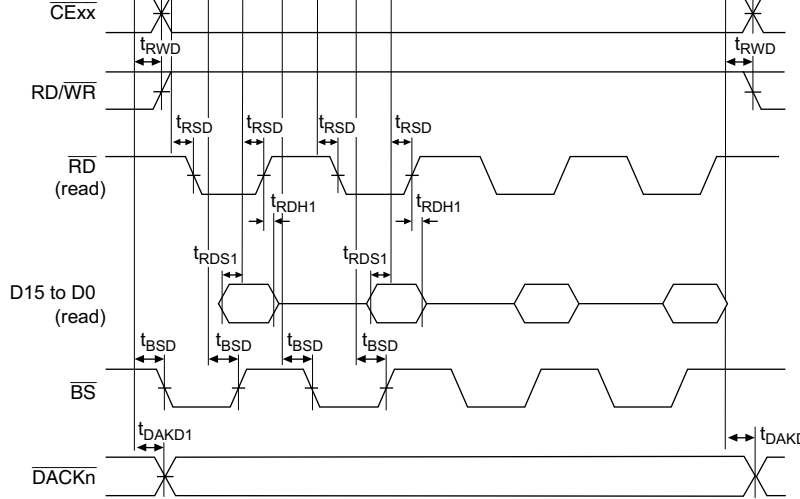 CExx
tRWD tRWD
RD/WR
tRSD tRSD tRSD tRSD
RD
(read)
tRDH1 tRDH1
tRDS1 tRDS1
D15 to D0
(read)
tBSD tBSD tBSD tBSD
BS
tDAKD1 tDAKD
DACKn